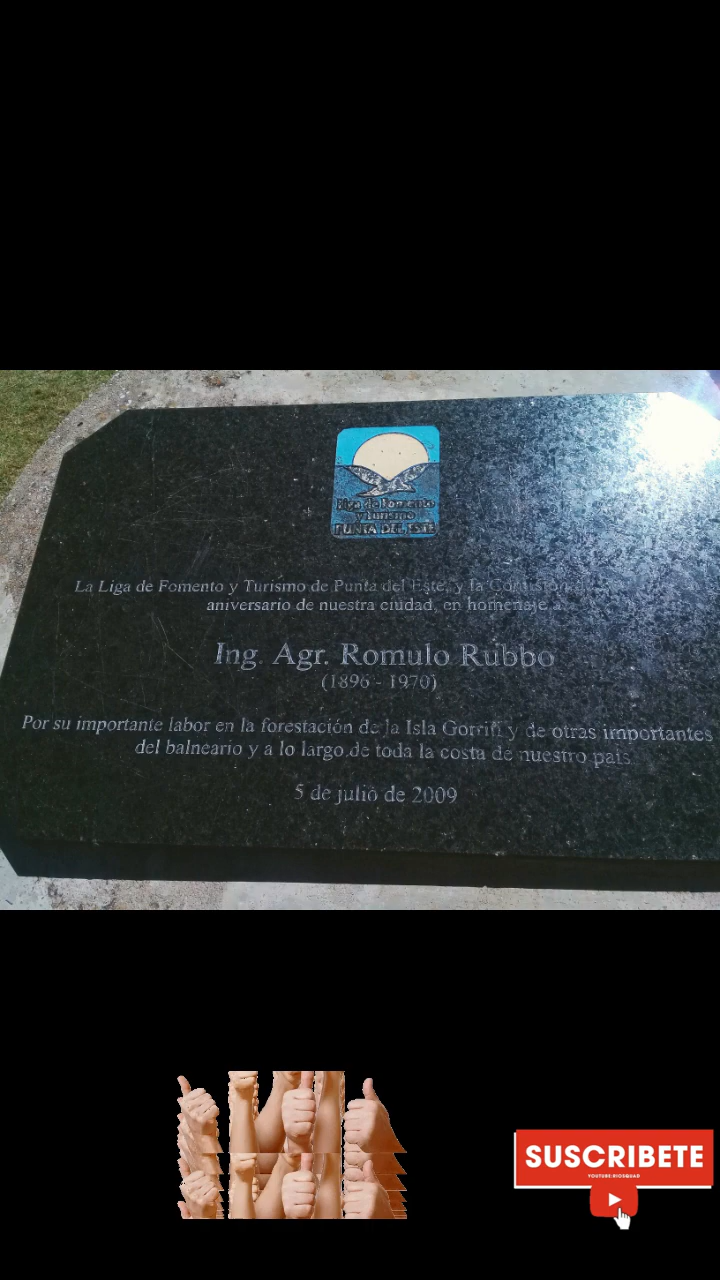 Liga de Fomento
y Turismo
PUNTA DEL ESTE
La Liga de Fomento y Turismo de Punta del Este, y la Comisión
aniversario de nuestra ciudad, en homenaje a:
Ing. Agr. Romulo Rubbo
(1896 - 1970)
Por su importante labor en la forestación de la Isla Gorriti y de otras importantes
del balneario y a lo largo de toda la costa de nuestro país
5 de julio de 2009
SUSCRIBETE
YOUTUBE:RIOSQUAD